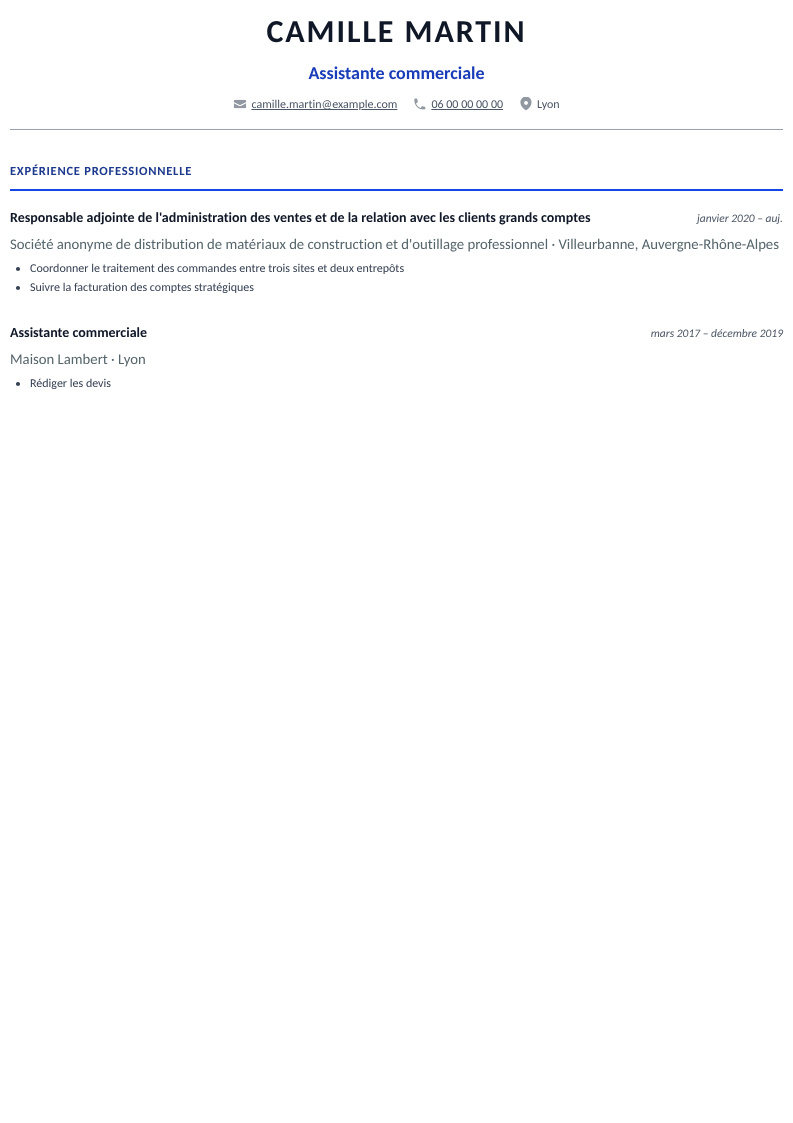 CAMILLE MARTIN
Assistante commerciale
camille.martin@example.com 06 00 00 00 00 Lyon
EXPÉRIENCE PROFESSIONNELLE
Responsable adjointe de l'administration des ventes et de la relation avec les clients grands comptes janvier 2020 – auj.
Société anonyme de distribution de matériaux de construction et d'outillage professionnel · Villeurbanne, Auvergne-Rhône-Alpes
• Coordonner le traitement des commandes entre trois sites et deux entrepôts
• Suivre la facturation des comptes stratégiques
Assistante commerciale mars 2017 – décembre 2019
Maison Lambert · Lyon
• Rédiger les devis